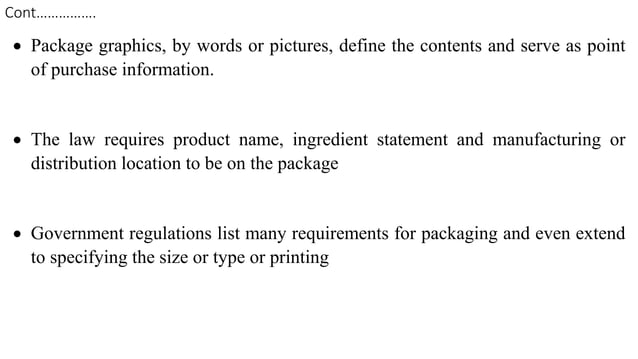 Cont…………….
• Package graphics, by words or pictures, define the contents and serve as point
of purchase information.
• The law requires product name, ingredient statement and manufacturing or
distribution location to be on the package
• Government regulations list many requirements for packaging and even extend
to specifying the size or type or printing